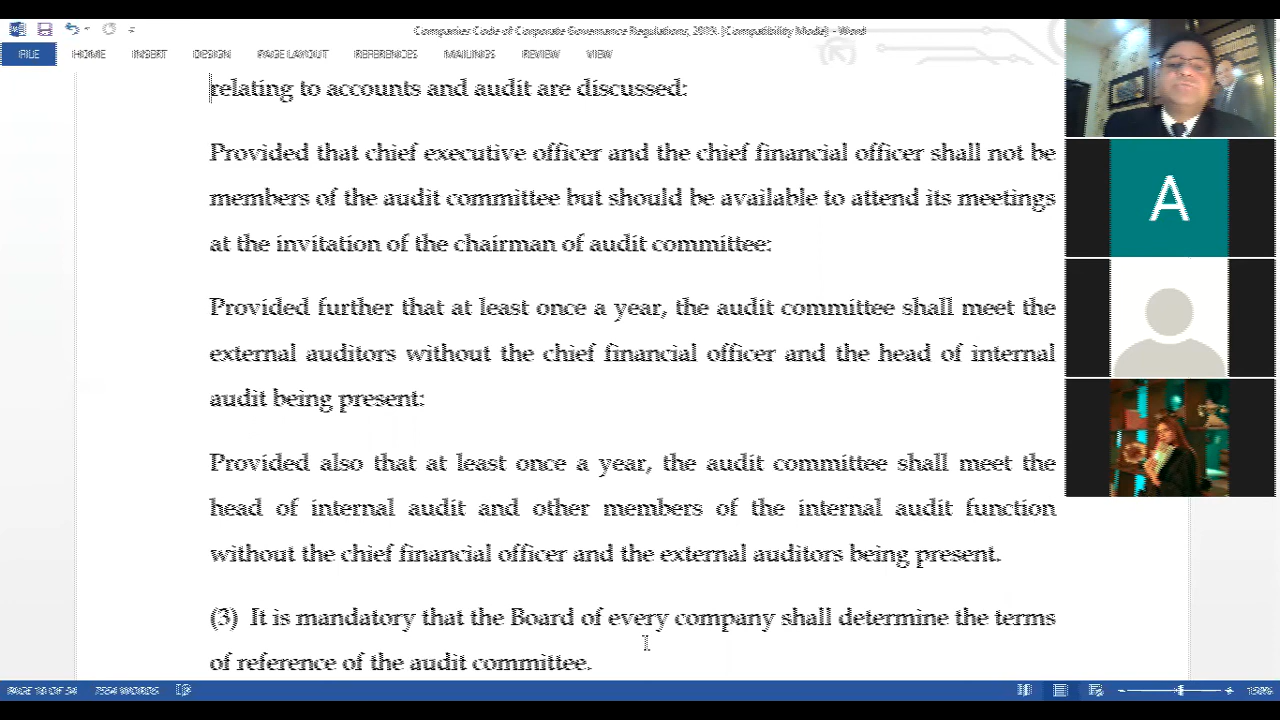 Companies Code of Corporate Governance Regulations, 2019 [Compatibility Mode] - Word
FILE HOME INSERT DESIGN PAGE LAYOUT REFERENCES MAILINGS REVIEW VIEW
relating to accounts and audit are discussed:
Provided that chief executive officer and the chief financial officer shall not be
members of the audit committee but should be available to attend its meetings
at the invitation of the chairman of audit committee:
Provided further that at least once a year, the audit committee shall meet the
external auditors without the chief financial officer and the head of internal
audit being present:
Provided also that at least once a year, the audit committee shall meet the
head of internal audit and other members of the internal audit function
without the chief financial officer and the external auditors being present.
(3) It is mandatory that the Board of every company shall determine the terms
of reference of the audit committee.
A
WORDS